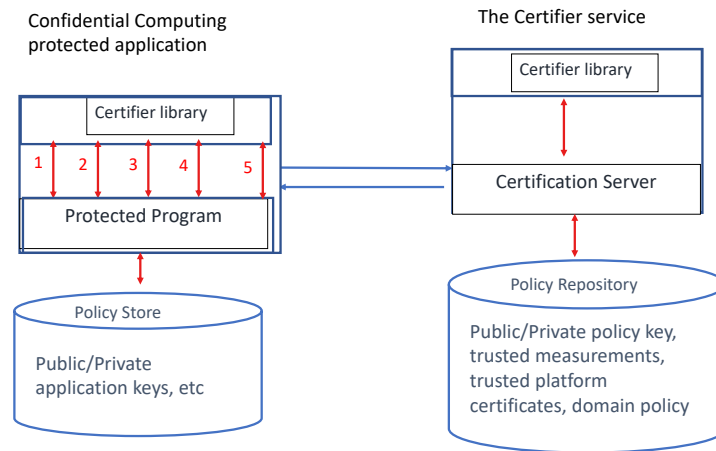 Confidential Computing
protected application
The Certifier service
Certifier library
Certifier library
1 2 3 4 5
Protected Program
Certification Server
Policy Store
Public/Private
application keys, etc
Policy Repository
Public/Private policy key,
trusted measurements,
trusted platform
certificates, domain policy